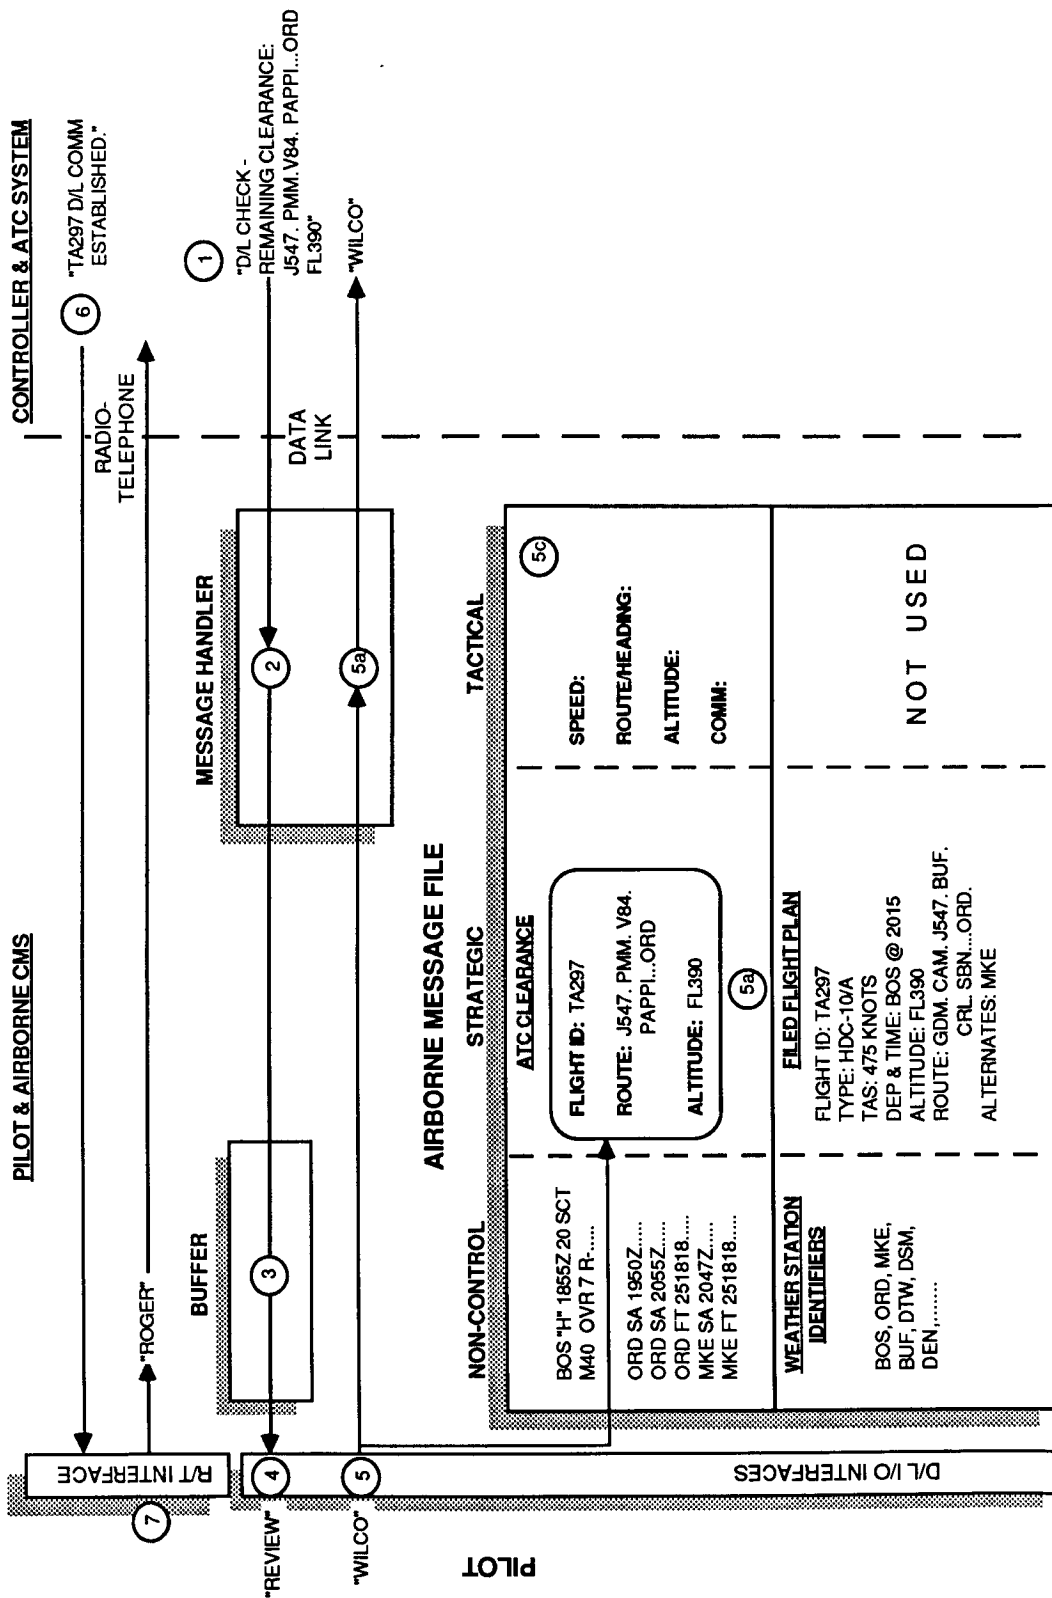 PILOT & AIRBORNE CMS
CONTROLLER & ATC SYSTEM
6
"TA297 D/L COMM
ESTABLISHED."
RADIO-
TELEPHONE
R/T INTERFACE
7
"ROGER"
1
"D/L CHECK -
REMAINING CLEARANCE:
J547. PMM. V84. PAPPI...ORD
FL390"
BUFFER
MESSAGE HANDLER
DATA
LINK
"REVIEW"
4
3
2
"WILCO"
5
5a
"WILCO"
PILOT
D/L I/O INTERFACES
AIRBORNE MESSAGE FILE
NON-CONTROL
STRATEGIC
TACTICAL
BOS "H" 1855Z 20 SCT
M40 OVR 7 R-.....
ORD SA 1950Z.....
ORD SA 2055Z.....
ORD FT 251818.....
MKE SA 2047Z.....
MKE FT 251818.....
ATC CLEARANCE
FLIGHT ID: TA297
ROUTE: J547. PMM. V84.
PAPPI...ORD
ALTITUDE: FL390
5a
5c
SPEED:
ROUTE/HEADING:
ALTITUDE:
COMM:
WEATHER STATION
IDENTIFIERS
BOS, ORD, MKE,
BUF, DTW, DSM,
DEN,........
FILED FLIGHT PLAN
FLIGHT ID: TA297
TYPE: HDC-10/A
TAS: 475 KNOTS
DEP & TIME: BOS @ 2015
ALTITUDE: FL390
ROUTE: GDM. CAM. J547. BUF.
CRL. SBN....ORD.
ALTERNATES: MKE
NOT USED